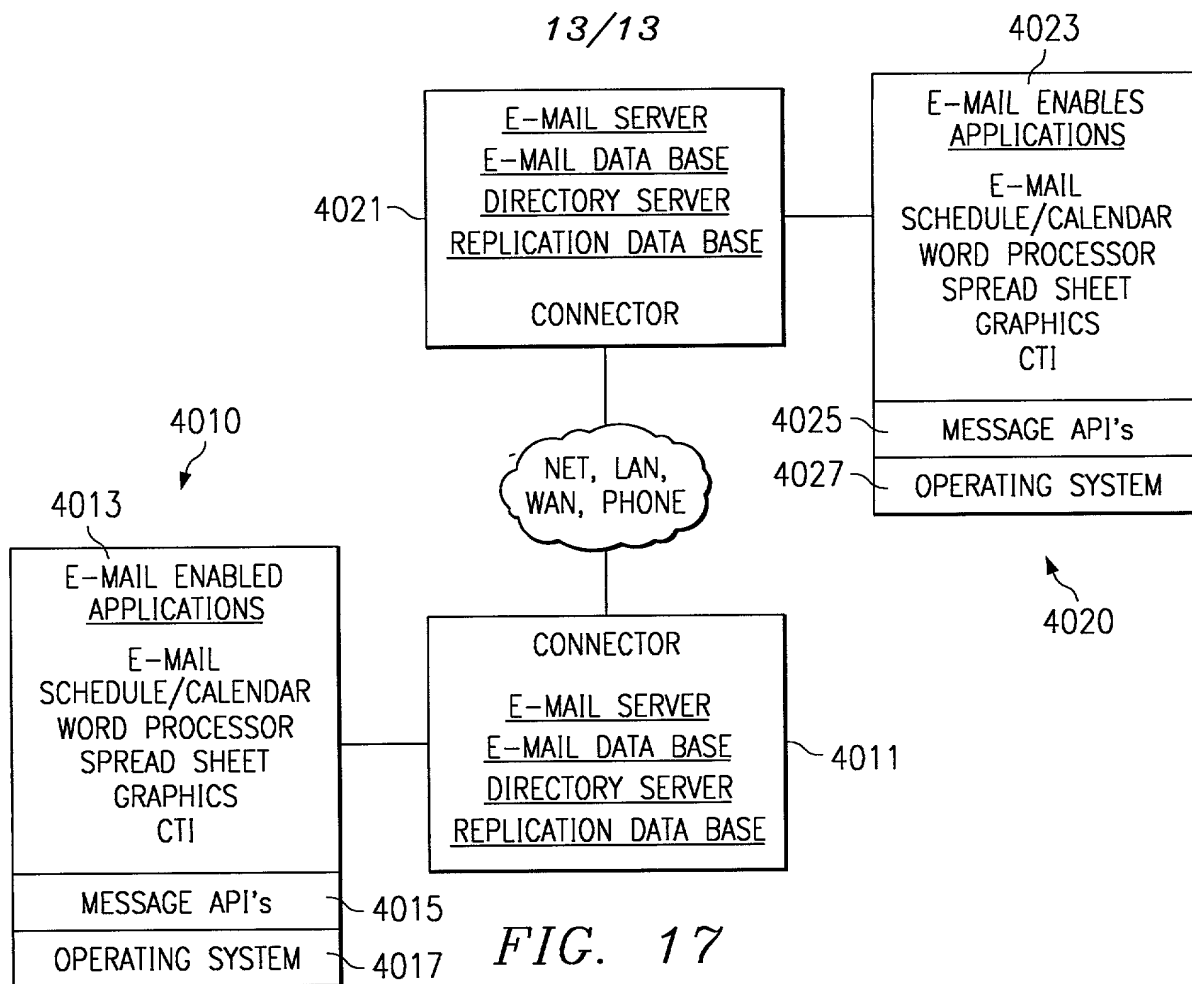 13/13
4023
E-MAIL SERVER
E-MAIL DATA BASE
DIRECTORY SERVER
REPLICATION DATA BASE
CONNECTOR
4021
E-MAIL ENABLES
APPLICATIONS
E-MAIL
SCHEDULE/CALENDAR
WORD PROCESSOR
SPREAD SHEET
GRAPHICS
CTI
4025
MESSAGE API's
4027
OPERATING SYSTEM
4020
NET, LAN,
WAN, PHONE
4010
4013
E-MAIL ENABLED
APPLICATIONS
E-MAIL
SCHEDULE/CALENDAR
WORD PROCESSOR
SPREAD SHEET
GRAPHICS
CTI
MESSAGE API's
4015
OPERATING SYSTEM
4017
CONNECTOR
E-MAIL SERVER
E-MAIL DATA BASE
DIRECTORY SERVER
REPLICATION DATA BASE
4011
FIG. 17